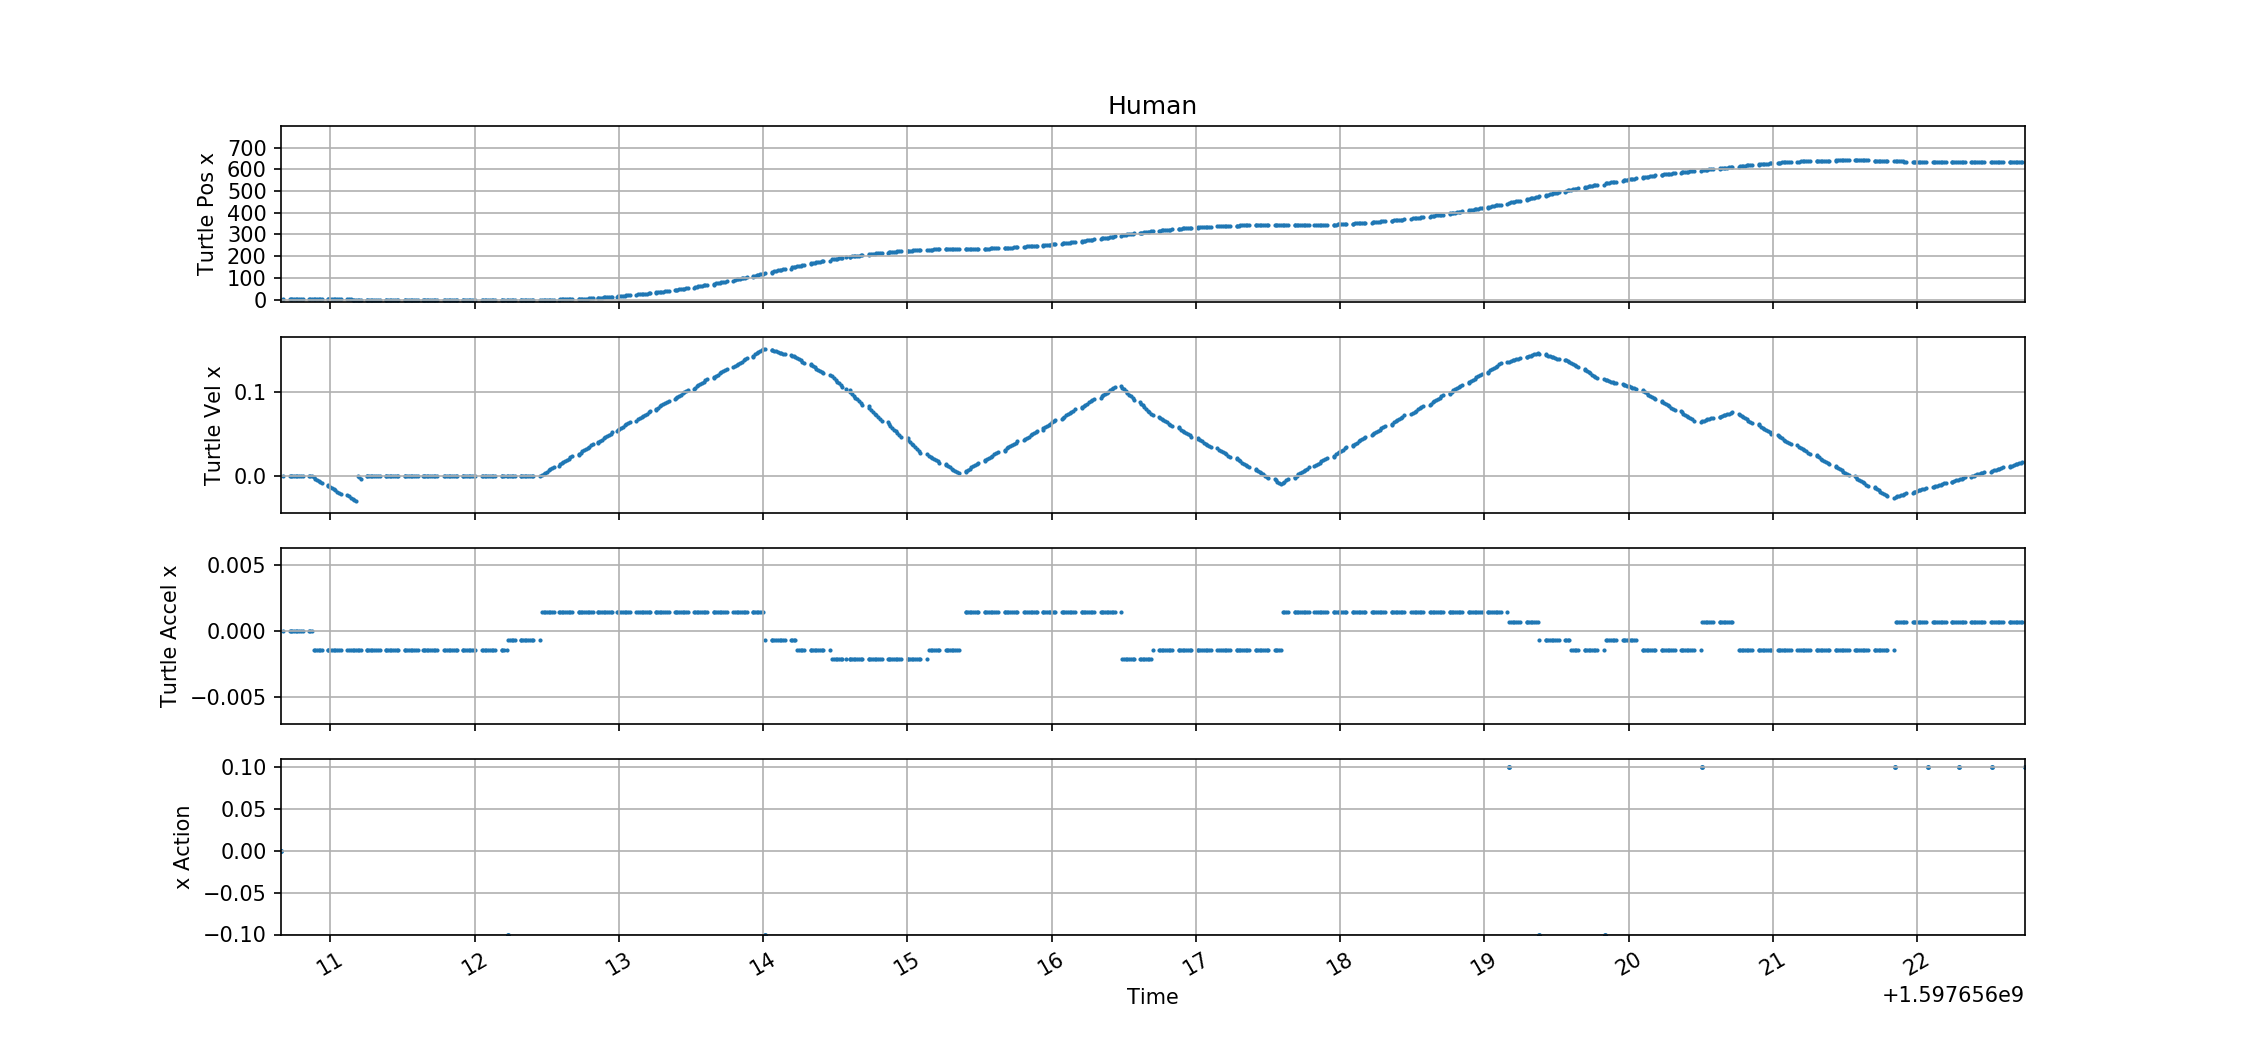 Human
Turtle Pos x
700
600
500
400
300
200
100
0
Turtle Vel x
0.1
0.0
Turtle Accel x
0.005
0.000
−0.005
x Action
0.10
0.05
0.00
−0.05
−0.10
11 12 13 14 15 16 17 18 19 20 21 22
Time
+1.597656e9